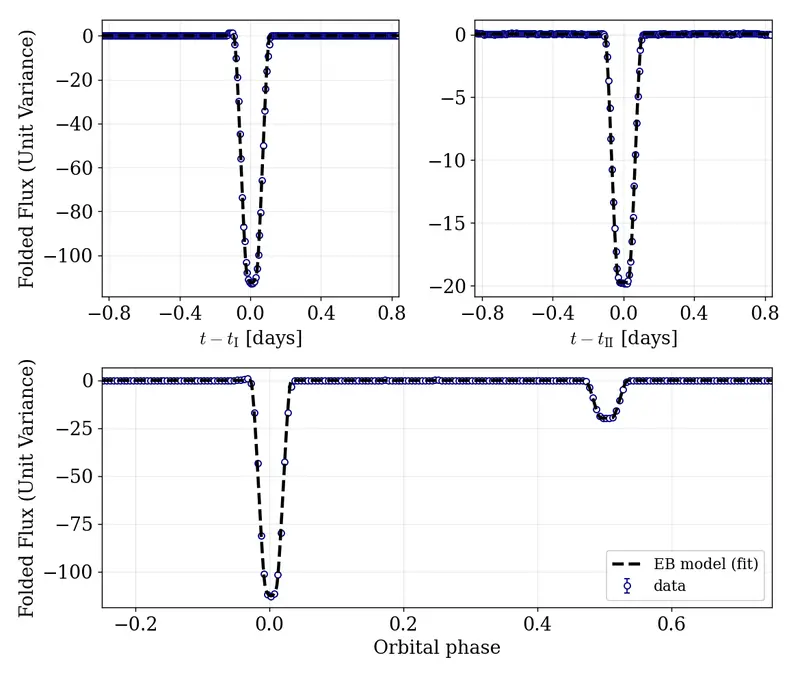 Folded Flux (Unit Variance)
0
−20
−40
−60
−80
−100
−0.8 −0.4 0.0 0.4 0.8
t − t_I [days]
0
−5
−10
−15
−20
−0.8 −0.4 0.0 0.4 0.8
t − t_II [days]
Folded Flux (Unit Variance)
0
−25
−50
−75
−100
EB model (fit)
data
−0.2 0.0 0.2 0.4 0.6
Orbital phase